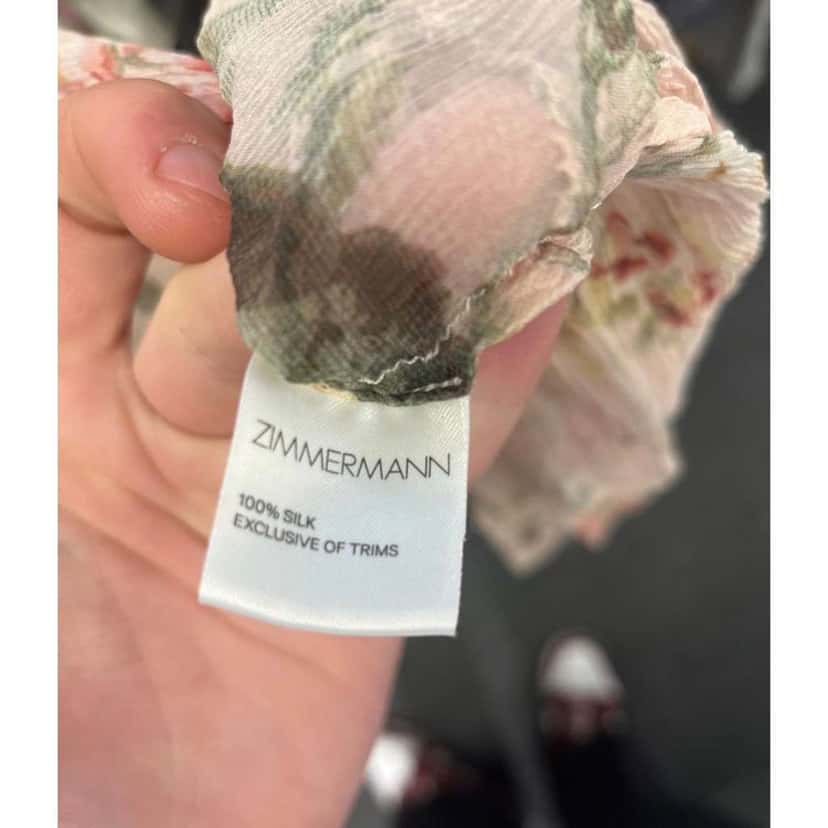 ZIMMERMANN
100% SILK
EXCLUSIVE OF TRIMS